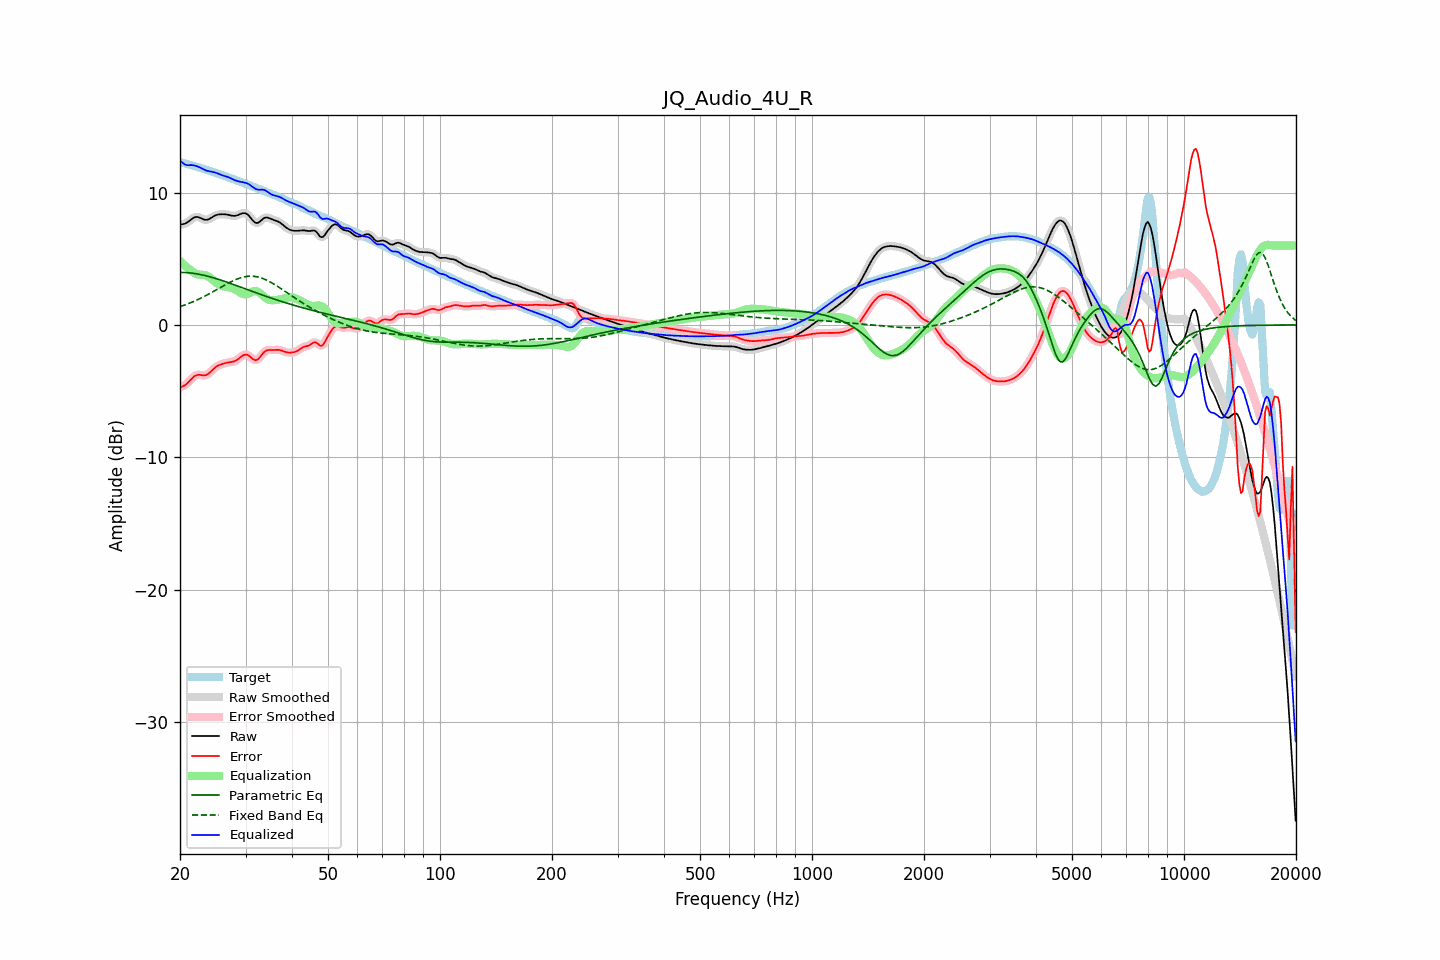 JQ_Audio_4U_R
Amplitude (dBr)
10
0
−10
−20
−30
Target
Raw Smoothed
Error Smoothed
Raw
Error
Equalization
Parametric Eq
Fixed Band Eq
Equalized
20 50 100 200 500 1000 2000 5000 10000 20000
Frequency (Hz)